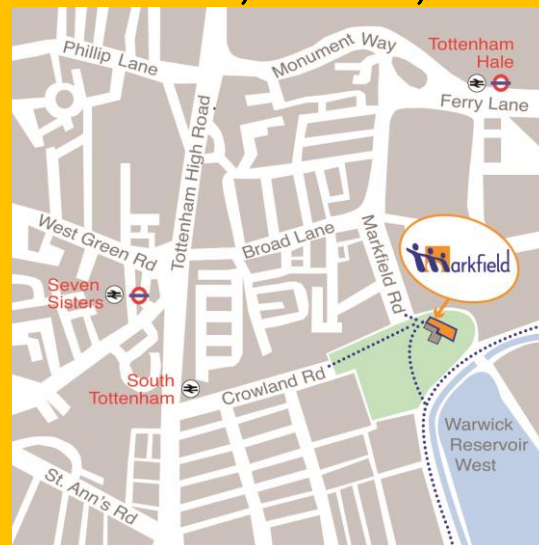 Phillip Lane
Monument Way
Tottenham
Hale
Ferry Lane
Tottenham High Road
West Green Rd
Broad Lane
Markfield Rd
markfield
Seven
Sisters
South
Tottenham
Crowland Rd
Warwick
Reservoir
West
St. Ann's Rd